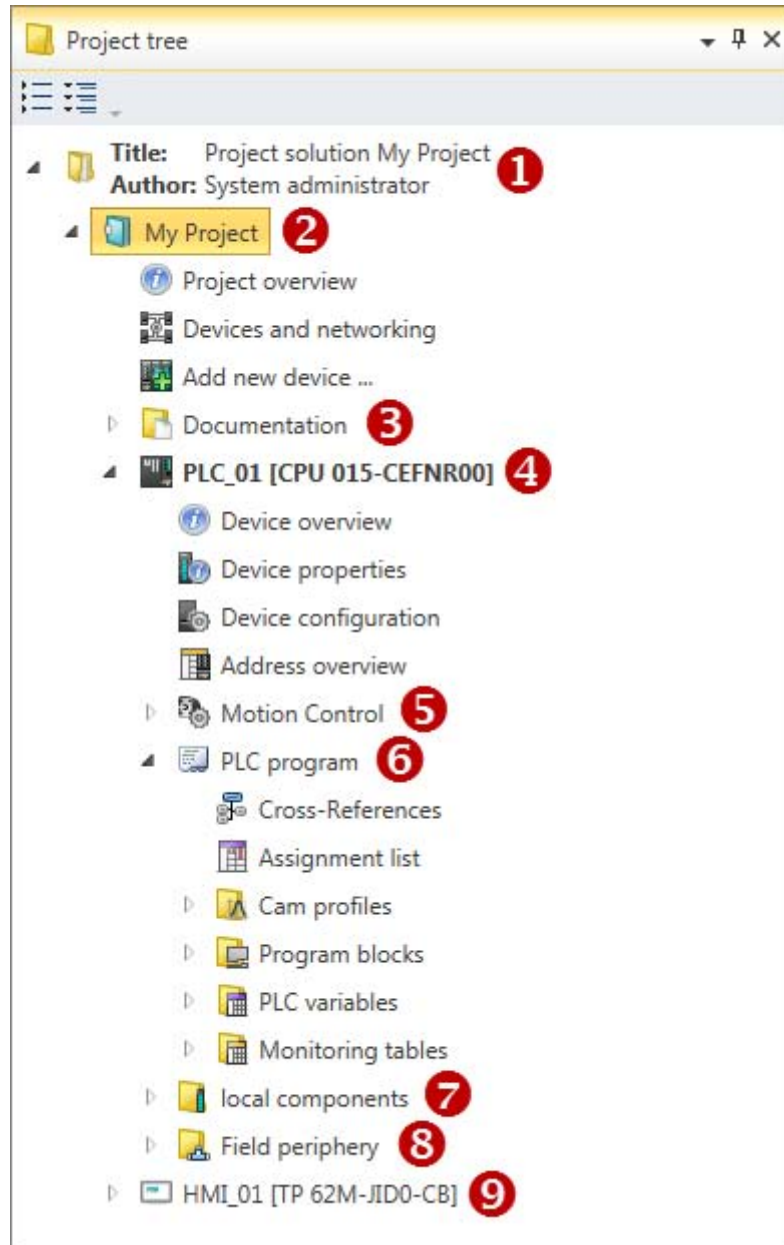 Project tree
Title: Project solution My Project 1
Author: System administrator
My Project 2
Project overview
Devices and networking
Add new device ...
Documentation 3
PLC_01 [CPU 015-CEFNR00] 4
Device overview
Device properties
Device configuration
Address overview
Motion Control 5
PLC program 6
Cross-References
Assignment list
Cam profiles
Program blocks
PLC variables
Monitoring tables
local components 7
Field periphery 8
HMI_01 [TP 62M-JID0-CB] 9